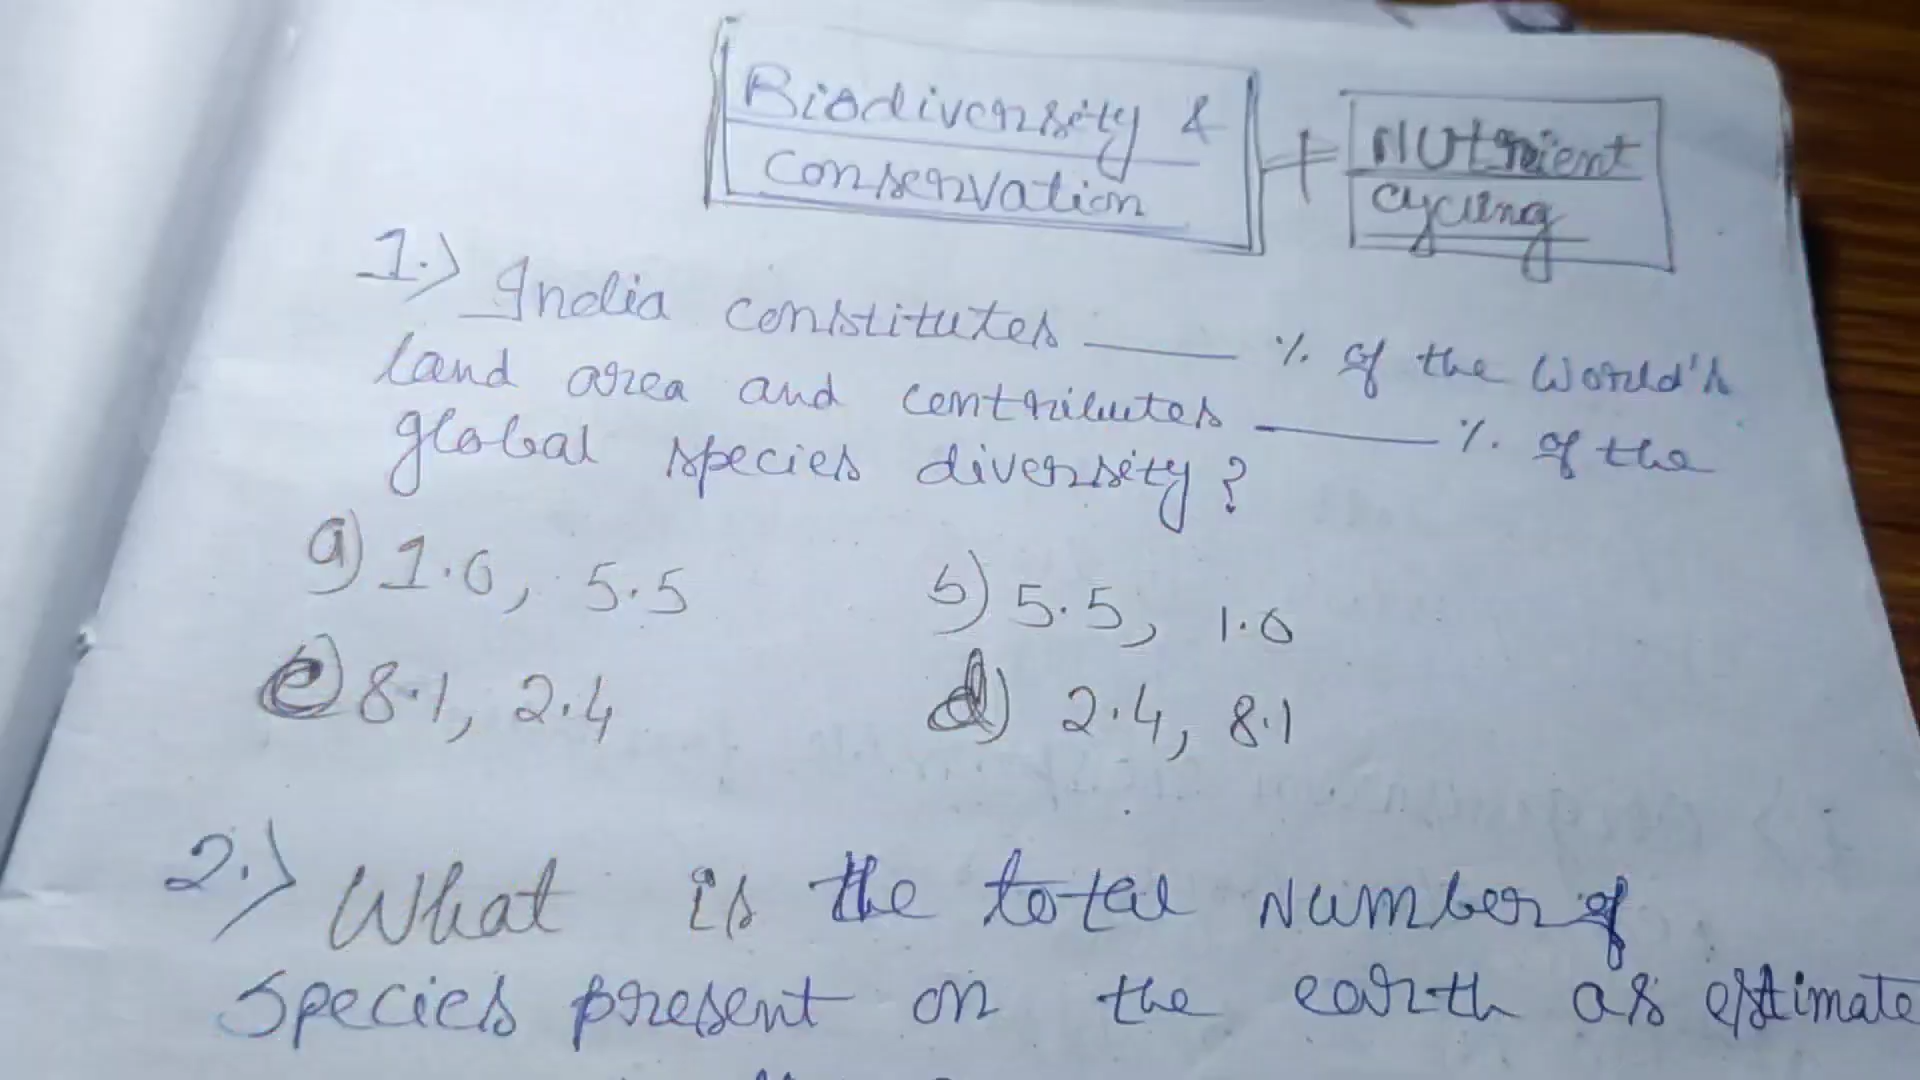 Biodiversity &
Conservation
+
Nutrient
cycling
1.) India constitutes ____ % of the World's
land area and contributes ____ % of the
global species diversity?
a) 1.0, 5.5 b) 5.5, 1.0
c) 8.1, 2.4 d) 2.4, 8.1
2.) What is the total number of
species present on the earth as estimate